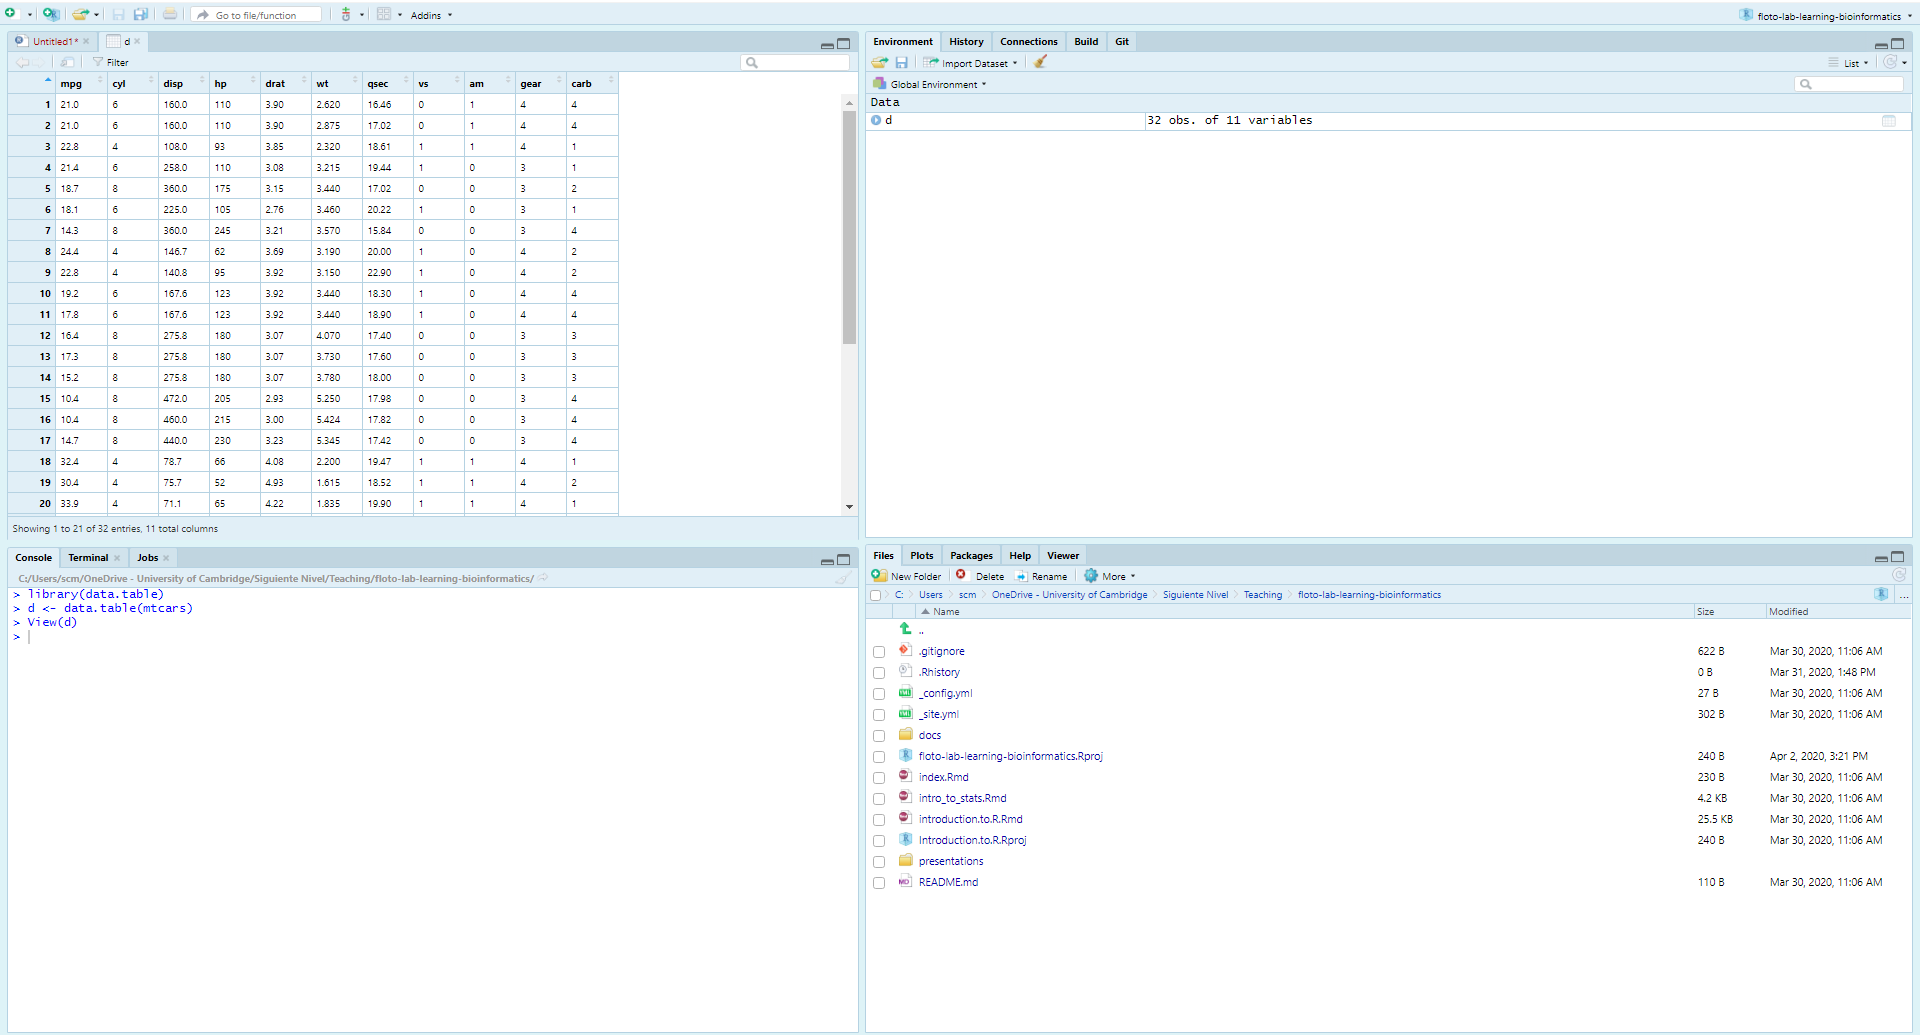 Go to file/function
Addins
floto-lab-learning-bioinformatics
Untitled1*
d
Filter
mpg cyl disp hp drat wt qsec vs am gear carb
1 21.0 6 160.0 110 3.90 2.620 16.46 0 1 4 4
2 21.0 6 160.0 110 3.90 2.875 17.02 0 1 4 4
3 22.8 4 108.0 93 3.85 2.320 18.61 1 1 4 1
4 21.4 6 258.0 110 3.08 3.215 19.44 1 0 3 1
5 18.7 8 360.0 175 3.15 3.440 17.02 0 0 3 2
6 18.1 6 225.0 105 2.76 3.460 20.22 1 0 3 1
7 14.3 8 360.0 245 3.21 3.570 15.84 0 0 3 4
8 24.4 4 146.7 62 3.69 3.190 20.00 1 0 4 2
9 22.8 4 140.8 95 3.92 3.150 22.90 1 0 4 2
10 19.2 6 167.6 123 3.92 3.440 18.30 1 0 4 4
11 17.8 6 167.6 123 3.92 3.440 18.90 1 0 4 4
12 16.4 8 275.8 180 3.07 4.070 17.40 0 0 3 3
13 17.3 8 275.8 180 3.07 3.730 17.60 0 0 3 3
14 15.2 8 275.8 180 3.07 3.780 18.00 0 0 3 3
15 10.4 8 472.0 205 2.93 5.250 17.98 0 0 3 4
16 10.4 8 460.0 215 3.00 5.424 17.82 0 0 3 4
17 14.7 8 440.0 230 3.23 5.345 17.42 0 0 3 4
18 32.4 4 78.7 66 4.08 2.200 19.47 1 1 4 1
19 30.4 4 75.7 52 4.93 1.615 18.52 1 1 4 2
20 33.9 4 71.1 65 4.22 1.835 19.90 1 1 4 1
Showing 1 to 21 of 32 entries, 11 total columns
Console Terminal Jobs
C:/Users/scm/OneDrive - University of Cambridge/Siguiente Nivel/Teaching/floto-lab-learning-bioinformatics/
> library(data.table)
> d <- data.table(mtcars)
> View(d)
>
Environment History Connections Build Git
Import Dataset List
Global Environment
Data
d 32 obs. of 11 variables
Files Plots Packages Help Viewer
New Folder Delete Rename More
C: Users scm OneDrive - University of Cambridge Siguiente Nivel Teaching floto-lab-learning-bioinformatics ...
Name Size Modified
..
.gitignore 622 B Mar 30, 2020, 11:06 AM
.Rhistory 0 B Mar 31, 2020, 1:48 PM
_config.yml 27 B Mar 30, 2020, 11:06 AM
_site.yml 302 B Mar 30, 2020, 11:06 AM
docs
floto-lab-learning-bioinformatics.Rproj 240 B Apr 2, 2020, 3:21 PM
index.Rmd 230 B Mar 30, 2020, 11:06 AM
intro_to_stats.Rmd 4.2 KB Mar 30, 2020, 11:06 AM
introduction.to.R.Rmd 25.5 KB Mar 30, 2020, 11:06 AM
Introduction.to.R.Rproj 240 B Mar 30, 2020, 11:06 AM
presentations
README.md 110 B Mar 30, 2020, 11:06 AM